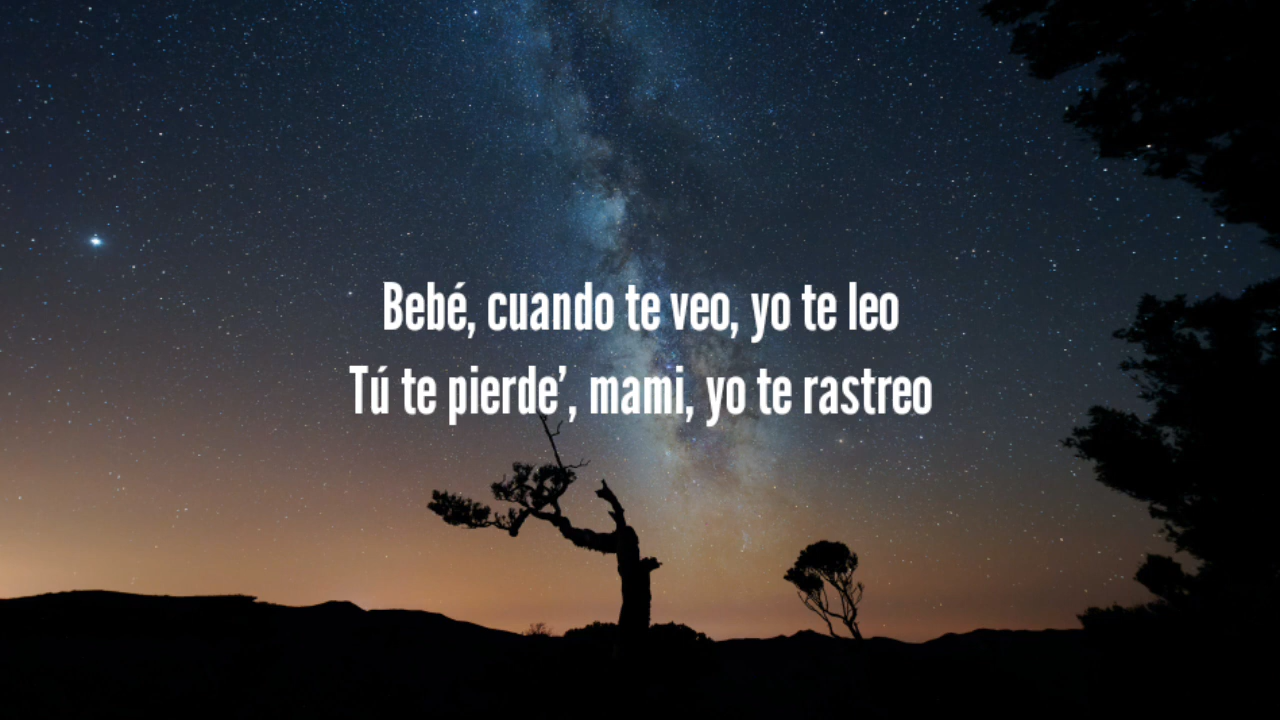 Bebé, cuando te veo, yo te leo
Tú te pierde’, mami, yo te rastreo